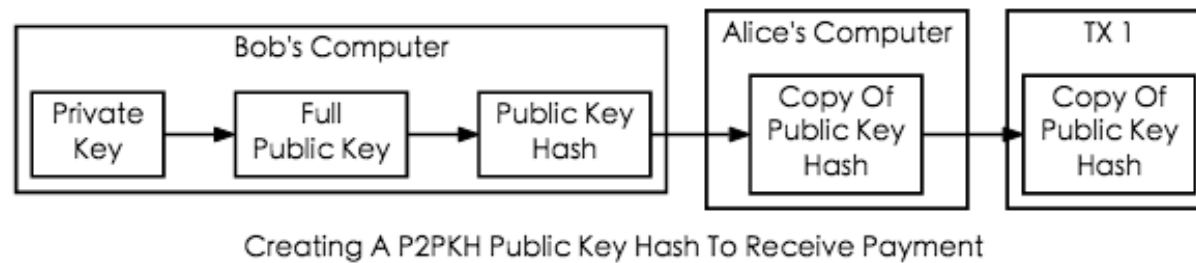 Bob's Computer
Private
Key
Full
Public Key
Public Key
Hash
Alice's Computer
Copy Of
Public Key
Hash
TX 1
Copy Of
Public Key
Hash
Creating A P2PKH Public Key Hash To Receive Payment